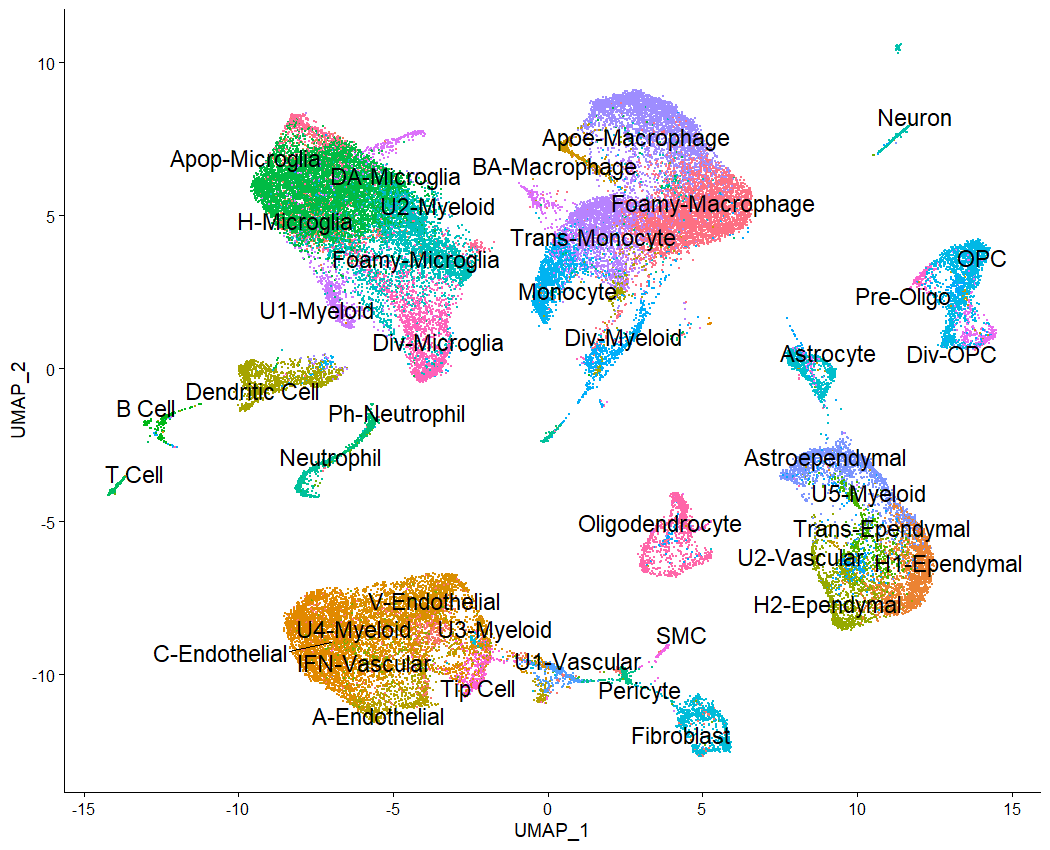 10
5
0
-5
-10
UMAP_2
Neuron
Apoe-Macrophage
Apop-Microglia
BA-Macrophage
DA-Microglia
U2-Myeloid
Foamy-Macrophage
H-Microglia
Trans-Monocyte
Foamy-Microglia
OPC
Monocyte
Pre-Oligo
U1-Myeloid
Div-Myeloid
Div-Microglia
Astrocyte
Div-OPC
Dendritic Cell
B Cell
Ph-Neutrophil
Neutrophil
Astroependymal
T Cell
U5-Myeloid
Oligodendrocyte
Trans-Ependymal
U2-Vascular
H1-Ependymal
V-Endothelial
H2-Ependymal
U4-Myeloid
U3-Myeloid
SMC
C-Endothelial
IFN-Vascular
U1-Vascular
Tip Cell
Pericyte
A-Endothelial
Fibroblast
-15
-10
-5
0
5
10
15
UMAP_1